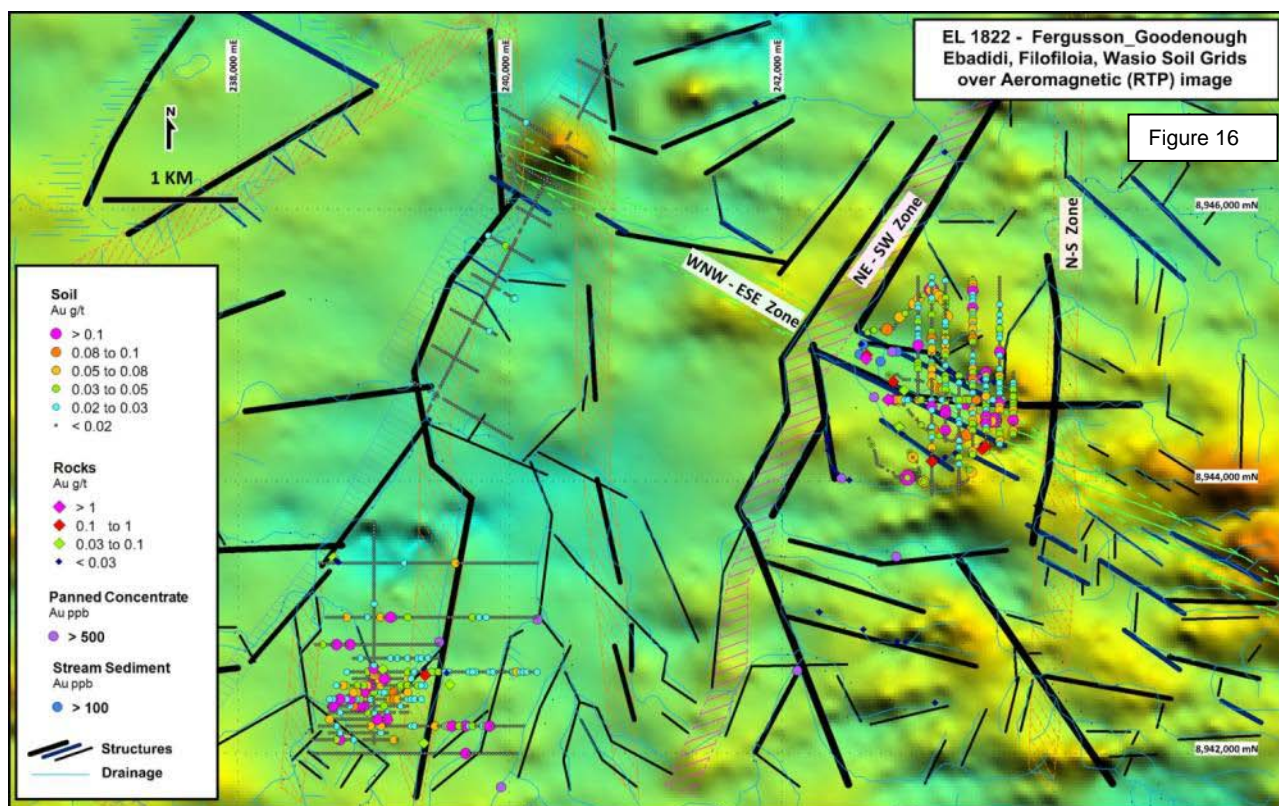 EL 1822 - Fergusson_Goodenough
Ebadidi, Filofiloia, Wasio Soil Grids
over Aeromagnetic (RTP) image
Figure 16
238,000 mE
240,000 mE
242,000 mE
N
1 KM
8,946,000 mN
WNW - ESE Zone
NE - SW Zone
N-S Zone
8,944,000 mN
8,942,000 mN
Soil
Au g/t
> 0.1
0.08 to 0.1
0.05 to 0.08
0.03 to 0.05
0.02 to 0.03
< 0.02
Rocks
Au g/t
> 1
0.1 to 1
0.03 to 0.1
< 0.03
Panned Concentrate
Au ppb
> 500
Stream Sediment
Au ppb
> 100
Structures
Drainage